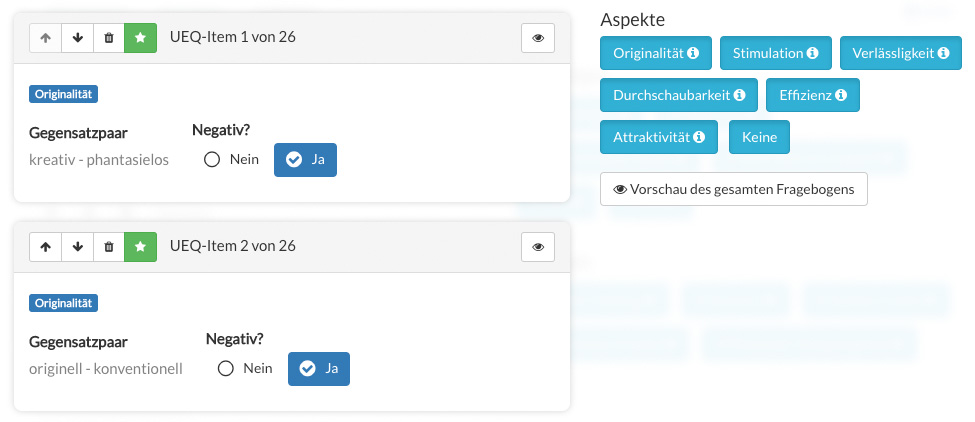 UEQ-Item 1 von 26
Originalität
Gegensatzpaar
Negativ?
kreativ - phantasielos
Nein
Ja
UEQ-Item 2 von 26
Originalität
Gegensatzpaar
Negativ?
originell - konventionell
Nein
Ja
Aspekte
Originalität
Stimulation
Verlässligkeit
Durchschaubarkeit
Effizienz
Attraktivität
Keine
Vorschau des gesamten Fragebogens